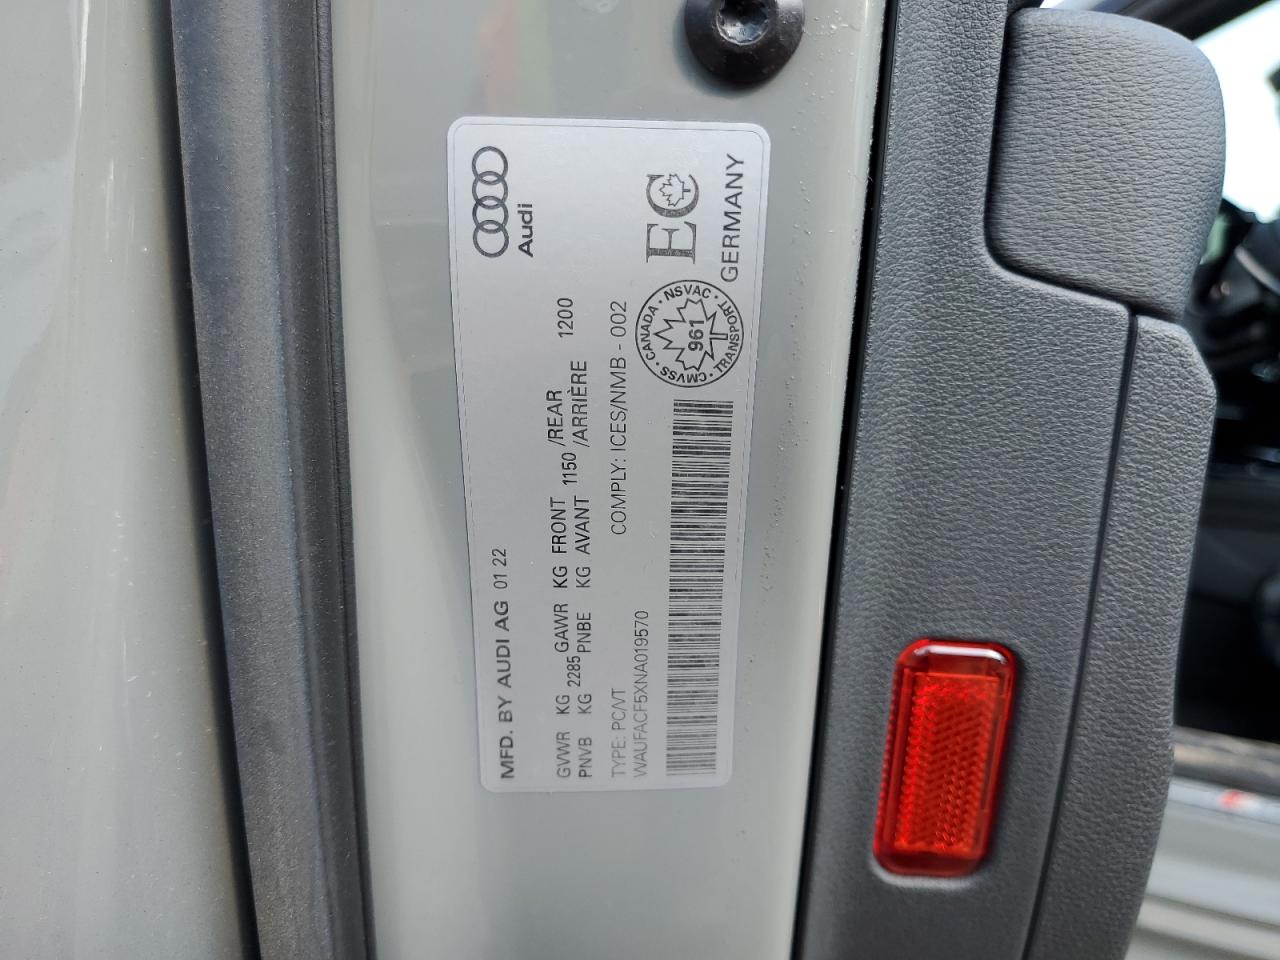 Audi
MFD. BY AUDI AG 01 22
GVWR KG 2285 GAWR KG FRONT 1150 /REAR 1200
PNVB KG PNBE KG AVANT /ARRIÈRE
TYPE: PC/VT COMPLY: ICES/NMB - 002
WAUFACF5XNA019570
CANADA · NSVAC · TRANSPORT · CMVSS ·
961
EC
GERMANY